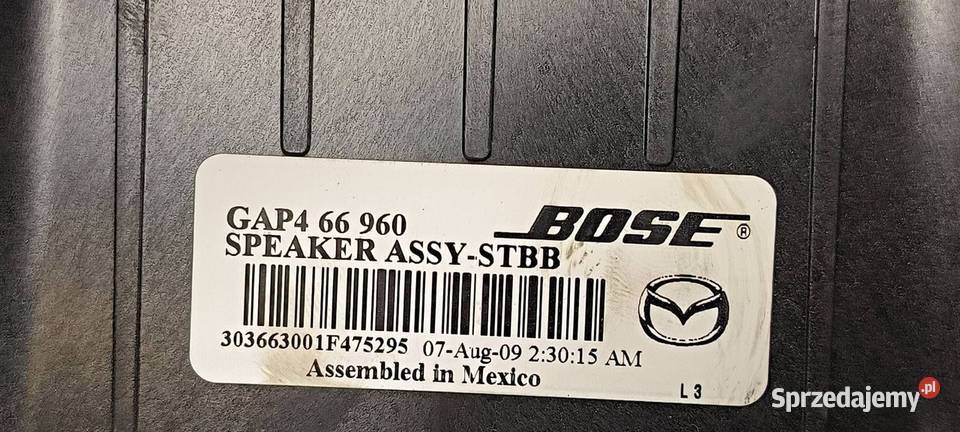 GAP4 66 960
BOSE ®
SPEAKER ASSY-STBB
303663001F475295 07-Aug-09 2:30:15 AM
Assembled in Mexico
L 3
Sprzedajemy.pl